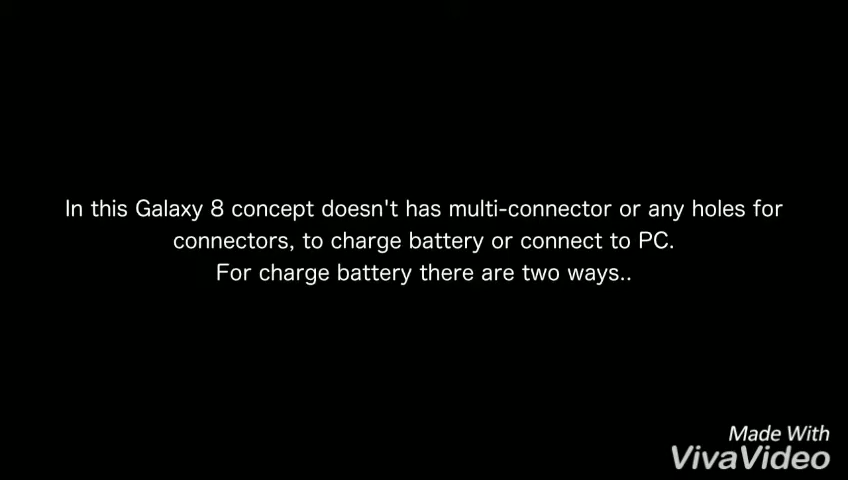 In this Galaxy 8 concept doesn't has multi-connector or any holes for
connectors, to charge battery or connect to PC.
For charge battery there are two ways..
Made With
VivaVideo